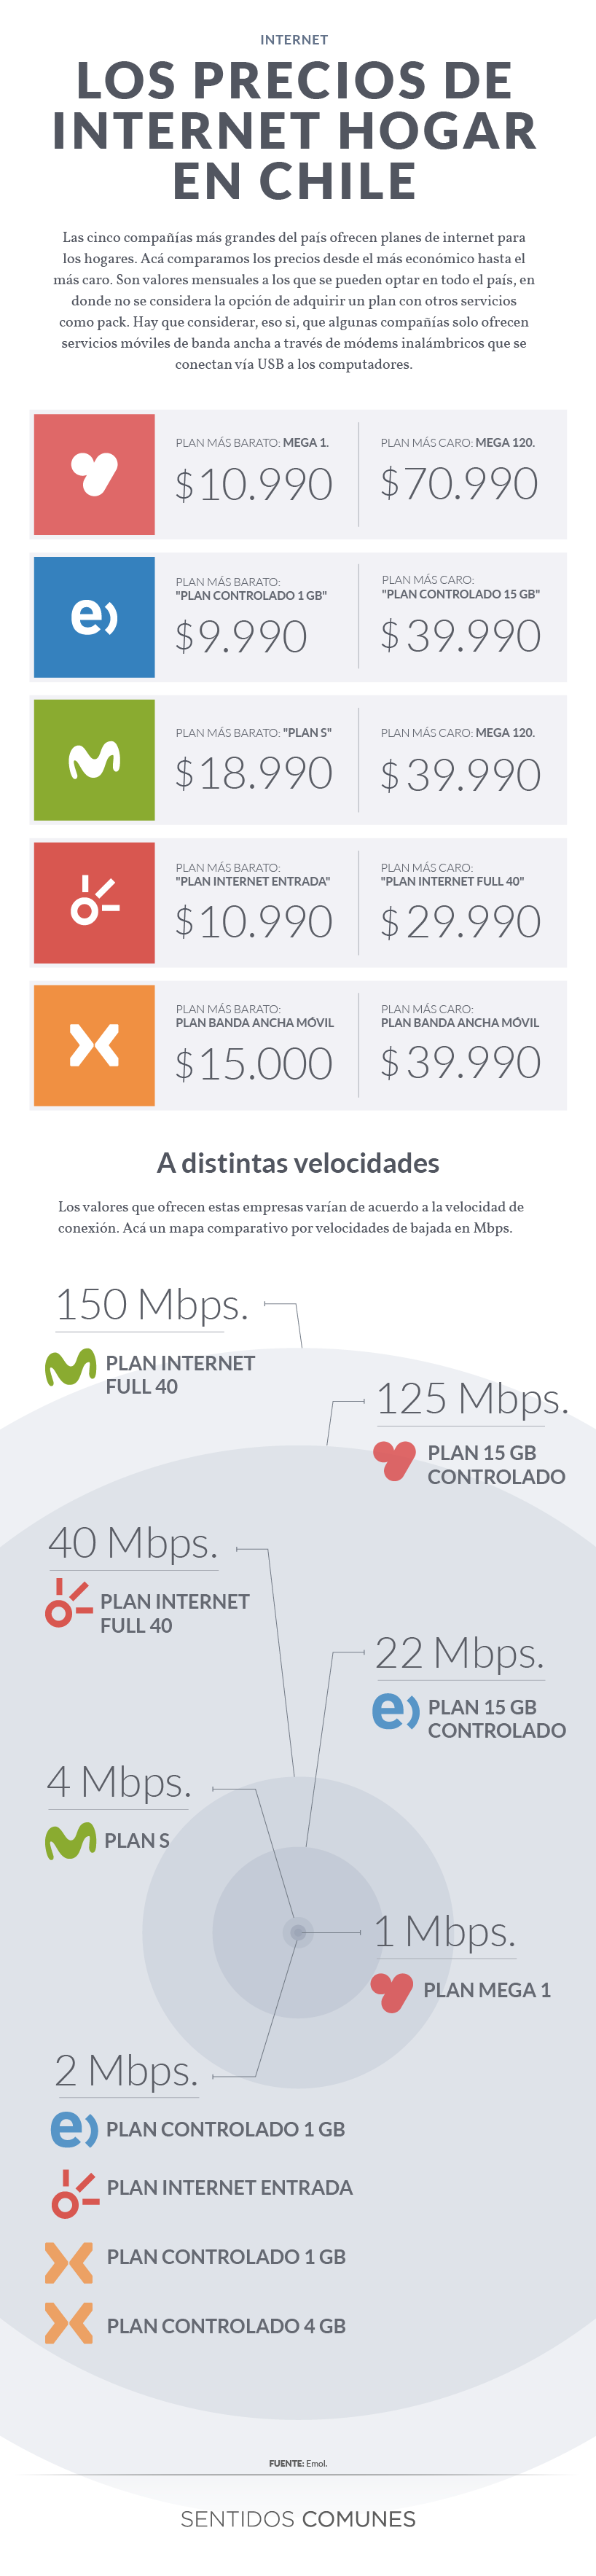 INTERNET
LOS PRECIOS DE
INTERNET HOGAR
EN CHILE
Las cinco compañías más grandes del país ofrecen planes de internet para
los hogares. Acá comparamos los precios desde el más económico hasta el
más caro. Son valores mensuales a los que se pueden optar en todo el país, en
donde no se considera la opción de adquirir un plan con otros servicios
como pack. Hay que considerar, eso si, que algunas compañías solo ofrecen
servicios móviles de banda ancha a través de módems inalámbricos que se
conectan vía USB a los computadores.
PLAN MÁS BARATO: MEGA 1.
$10.990
PLAN MÁS CARO: MEGA 120.
$70.990
e)
PLAN MÁS BARATO:
"PLAN CONTROLADO 1 GB"
$9.990
PLAN MÁS CARO:
"PLAN CONTROLADO 15 GB"
$39.990
PLAN MÁS BARATO: "PLAN S"
$18.990
PLAN MÁS CARO: MEGA 120.
$39.990
PLAN MÁS BARATO:
"PLAN INTERNET ENTRADA"
$10.990
PLAN MÁS CARO:
"PLAN INTERNET FULL 40"
$29.990
PLAN MÁS BARATO:
PLAN BANDA ANCHA MÓVIL
$15.000
PLAN MÁS CARO:
PLAN BANDA ANCHA MÓVIL
$39.990
A distintas velocidades
Los valores que ofrecen estas empresas varían de acuerdo a la velocidad de
conexión. Acá un mapa comparativo por velocidades de bajada en Mbps.
150 Mbps.
PLAN INTERNET
FULL 40
125 Mbps.
PLAN 15 GB
CONTROLADO
40 Mbps.
PLAN INTERNET
FULL 40
22 Mbps.
e)
PLAN 15 GB
CONTROLADO
4 Mbps.
PLAN S
1 Mbps.
PLAN MEGA 1
2 Mbps.
e) PLAN CONTROLADO 1 GB
PLAN INTERNET ENTRADA
PLAN CONTROLADO 1 GB
PLAN CONTROLADO 4 GB
FUENTE: Emol.
SENTIDOS COMUNES